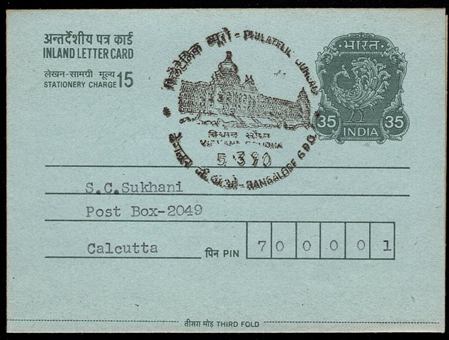 अन्तर्देशीय पत्र कार्ड
INLAND LETTER CARD
लेखन-सामग्री मूल्य 15
STATIONERY CHARGE
फिलैटेलिक ब्यूरो - PHILATELIC BUREAU
विधान सौध
VIDHANA SOUDHA
5.3.90
बैंगलूर जी.पी.ओ. - BANGALORE G.P.O.
भारत
35 35
INDIA
S.C.Sukhani
Post Box-2049
Calcutta
पिन PIN 700001
तीसरा मोड़ THIRD FOLD